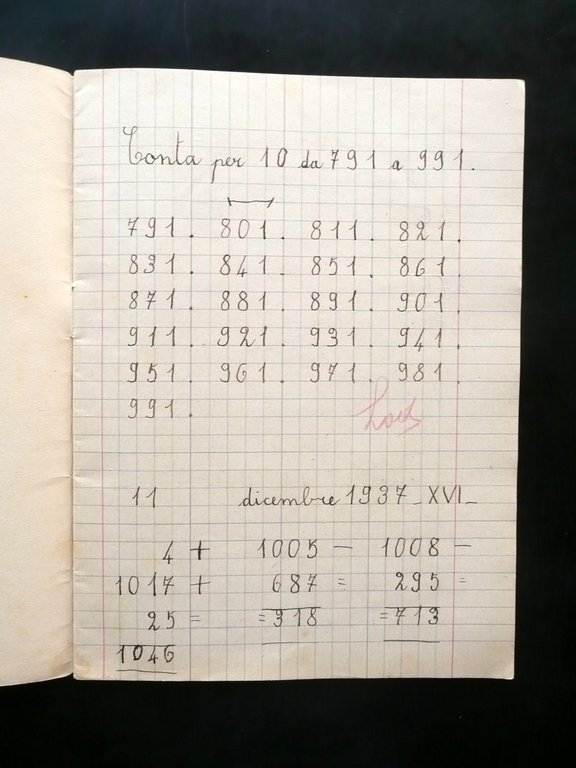 Conta per 10 da 791 a 991.
791. 801. 811. 821.
831. 841. 851. 861.
871. 881. 891. 901.
911. 921. 931. 941.
951. 961. 971. 981.
991.
11 dicembre 1937_XVI_
4 + 1005 – 1008 –
1017 + 687 = 295 =
25 = =318 =713
1046